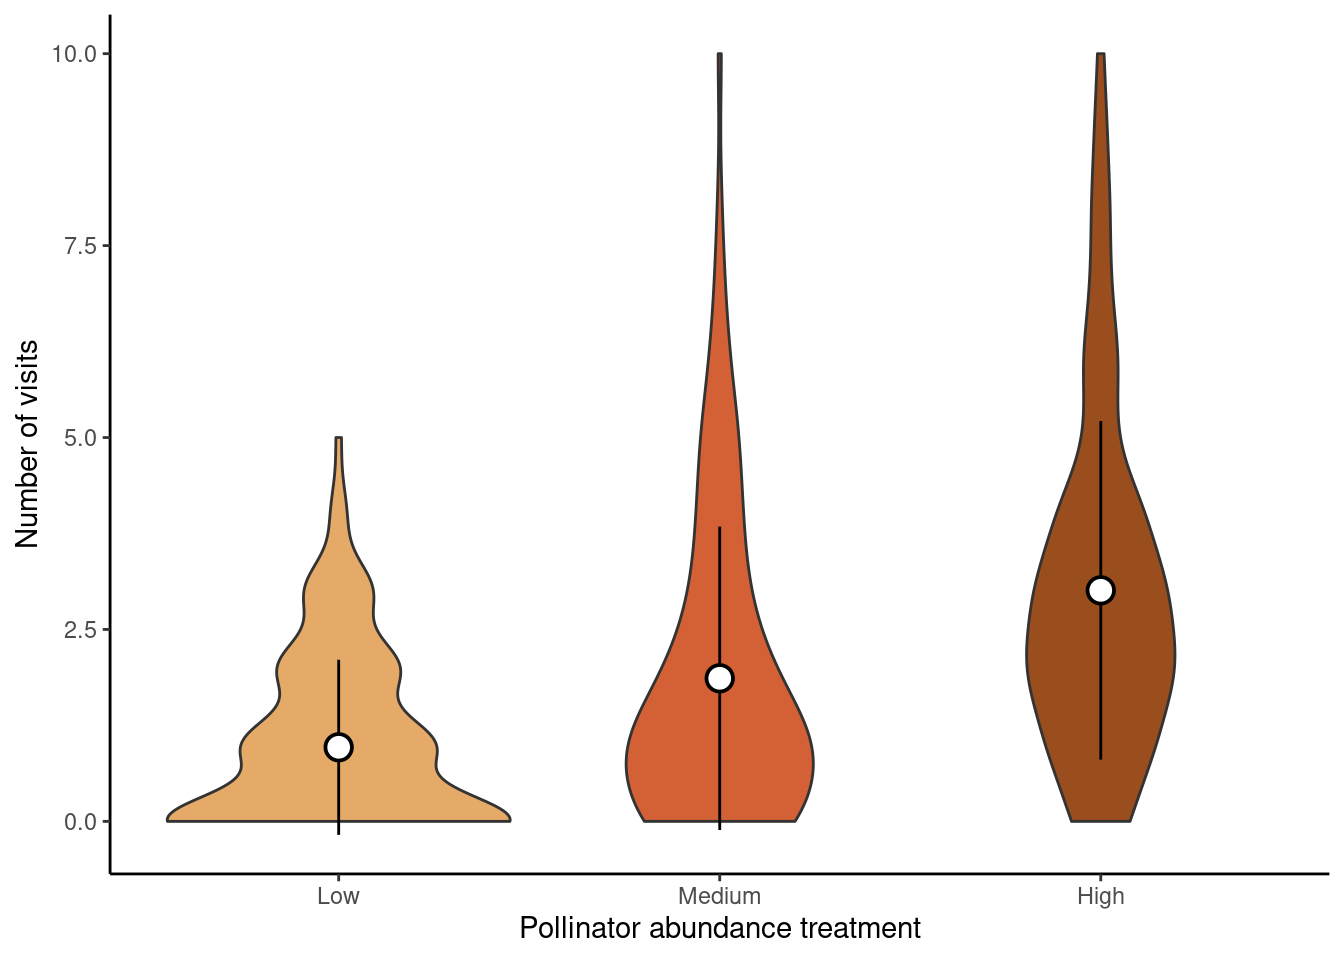 Number of visits
10.0
7.5
5.0
2.5
0.0
Low
Medium
High
Pollinator abundance treatment